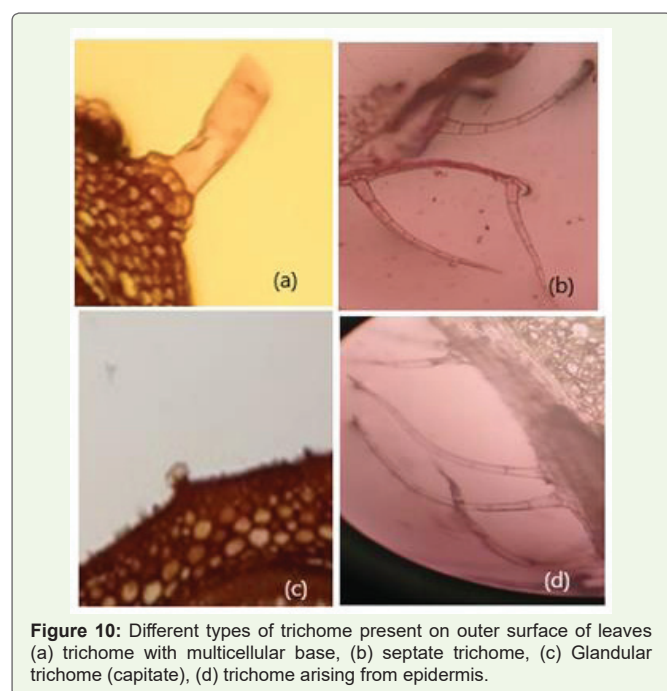 (a)
(b)
(c)
(d)
Figure 10: Different types of trichome present on outer surface of leaves
(a) trichome with multicellular base, (b) septate trichome, (c) Glandular
trichome (capitate), (d) trichome arising from epidermis.